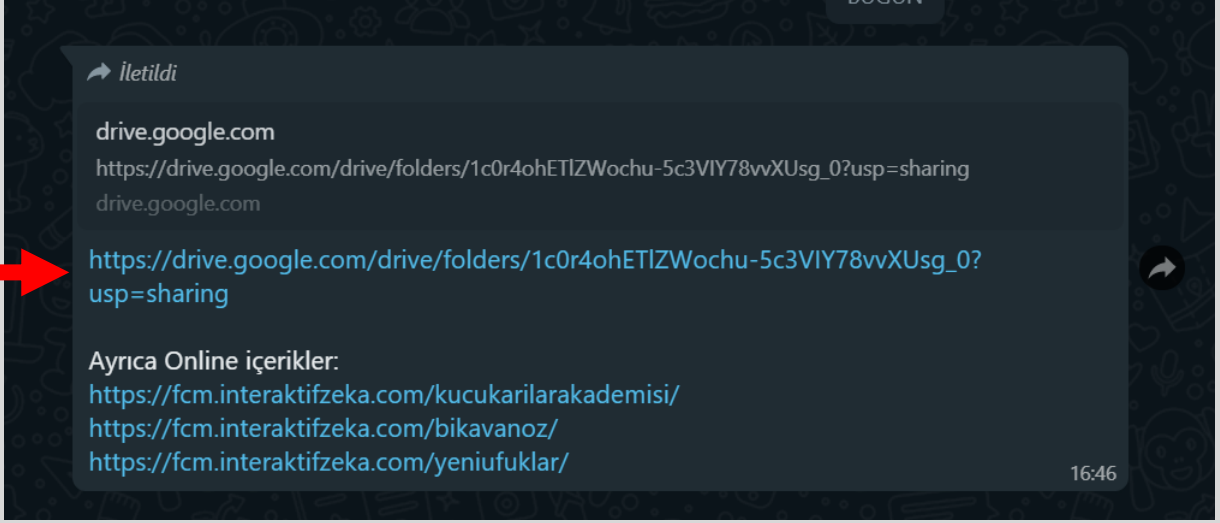 BUGÜN
İletildi
drive.google.com
https://drive.google.com/drive/folders/1c0r4ohETlZWochu-5c3VIY78vvXUsg_0?usp=sharing
drive.google.com
https://drive.google.com/drive/folders/1c0r4ohETlZWochu-5c3VIY78vvXUsg_0?
usp=sharing
Ayrıca Online içerikler:
https://fcm.interaktifzeka.com/kucukarilarakademisi/
https://fcm.interaktifzeka.com/bikavanoz/
https://fcm.interaktifzeka.com/yeniufuklar/
16:46